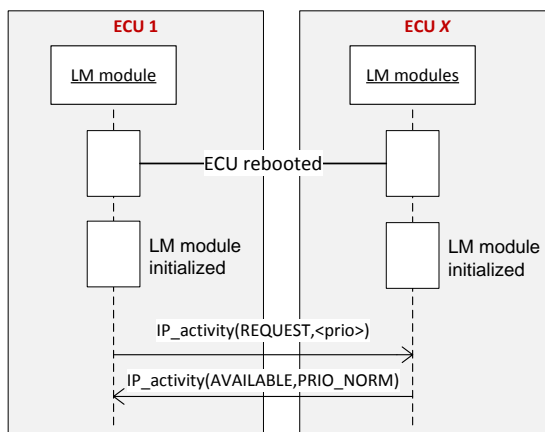 ECU 1
ECU X
LM module
LM modules
ECU rebooted
LM module
initialized
LM module
initialized
IP_activity(REQUEST,<prio>)
IP_activity(AVAILABLE,PRIO_NORM)